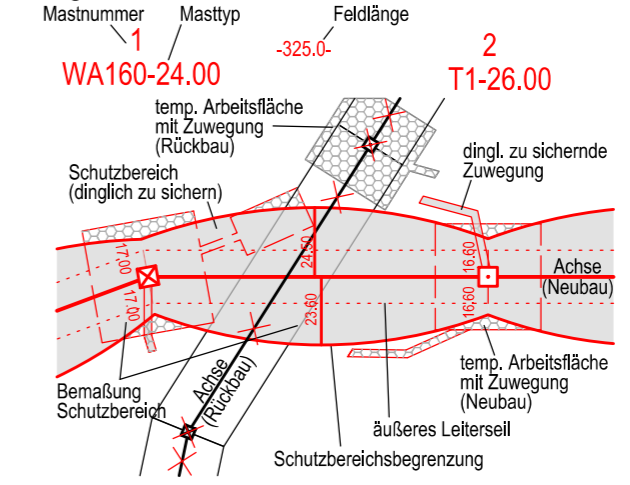 Mastnummer
Masttyp
Feldlänge
1
WA160-24.00
-325.0-
2
T1-26.00
temp. Arbeitsfläche
mit Zuwegung
(Rückbau)
dingl. zu sichernde
Zuwegung
Schutzbereich
(dinglich zu sichern)
17.00
17.00
24.50
23.60
16.60
16.60
Achse
(Neubau)
Bemaßung
Schutzbereich
Achse
(Rückbau)
temp. Arbeitsfläche
mit Zuwegung
(Neubau)
äußeres Leiterseil
Schutzbereichsbegrenzung